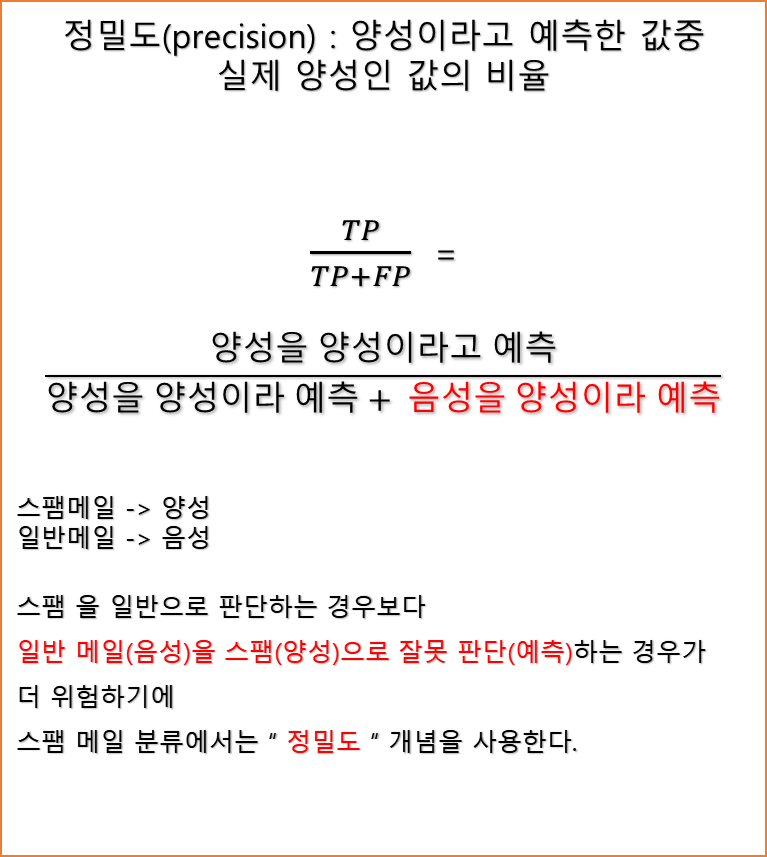 정밀도(precision) : 양성이라고 예측한 값중
실제 양성인 값의 비율
TP
TP+FP
=
양성을 양성이라고 예측
양성을 양성이라 예측 + 음성을 양성이라 예측
스팸메일 -> 양성
일반메일 -> 음성
스팸 을 일반으로 판단하는 경우보다
일반 메일(음성)을 스팸(양성)으로 잘못 판단(예측)하는 경우가
더 위험하기에
스팸 메일 분류에서는 " 정밀도 " 개념을 사용한다.